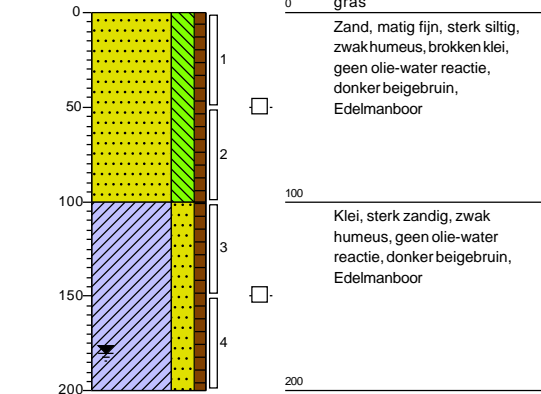 0
gras
0
Zand, matig fijn, sterk siltig,
zwak humeus, brokken klei,
geen olie-water reactie,
donker beigebruin,
Edelmanboor
1
50
2
100
100
Klei, sterk zandig, zwak
humeus, geen olie-water
reactie, donker beigebruin,
Edelmanboor
3
150
4
200
200